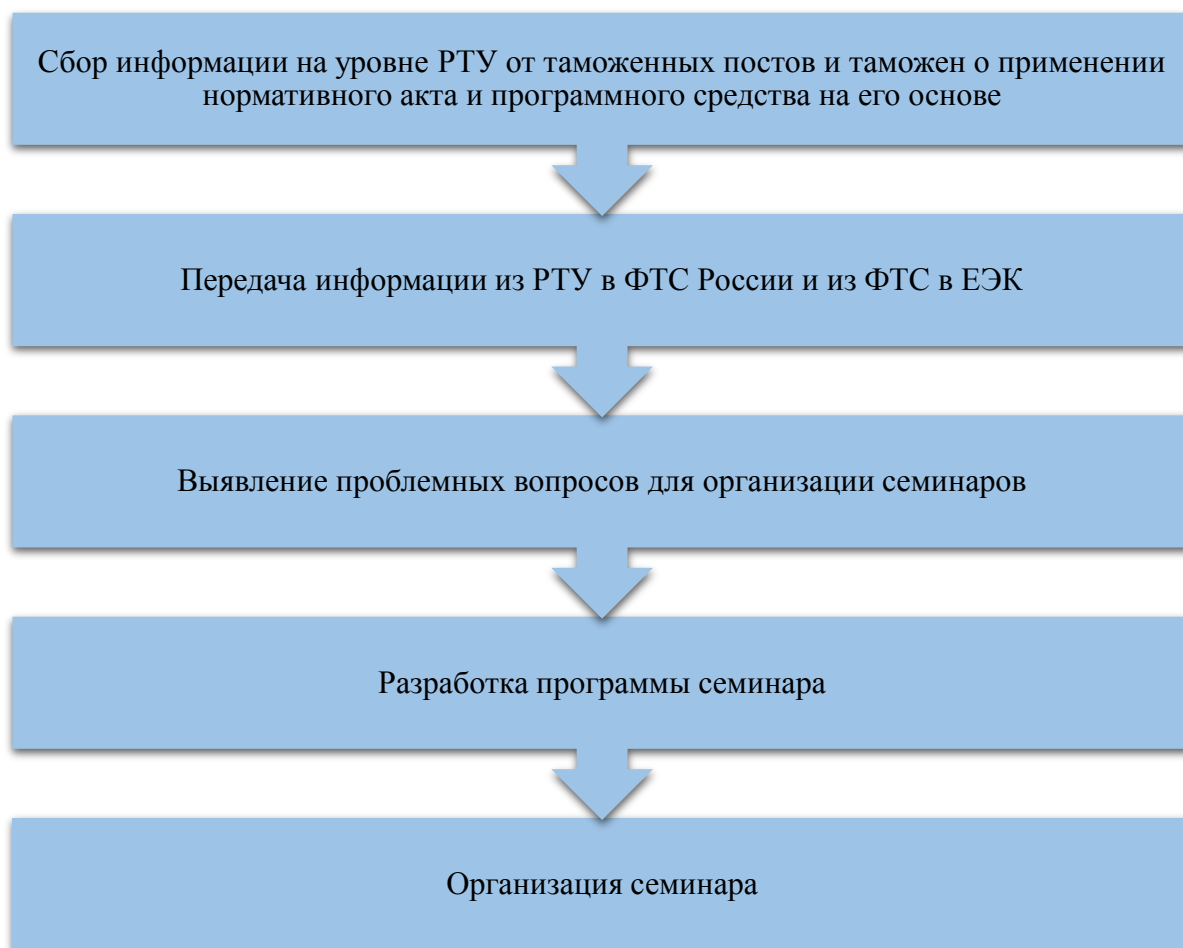 Сбор информации на уровне РТУ от таможенных постов и таможен о применении
нормативного акта и программного средства на его основе
Передача информации из РТУ в ФТС России и из ФТС в ЕЭК
Выявление проблемных вопросов для организации семинаров
Разработка программы семинара
Организация семинара